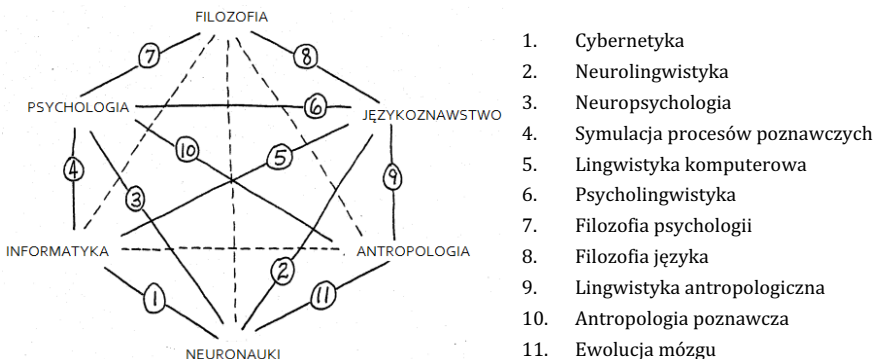 FILOZOFIA
7
8
PSYCHOLOGIA
6
JĘZYKOZNAWSTWO
10
5
4
3
9
INFORMATYKA
ANTROPOLOGIA
2
1
11
NEURONAUKI
1. Cybernetyka
2. Neurolingwistyka
3. Neuropsychologia
4. Symulacja procesów poznawczych
5. Lingwistyka komputerowa
6. Psycholingwistyka
7. Filozofia psychologii
8. Filozofia języka
9. Lingwistyka antropologiczna
10. Antropologia poznawcza
11. Ewolucja mózgu